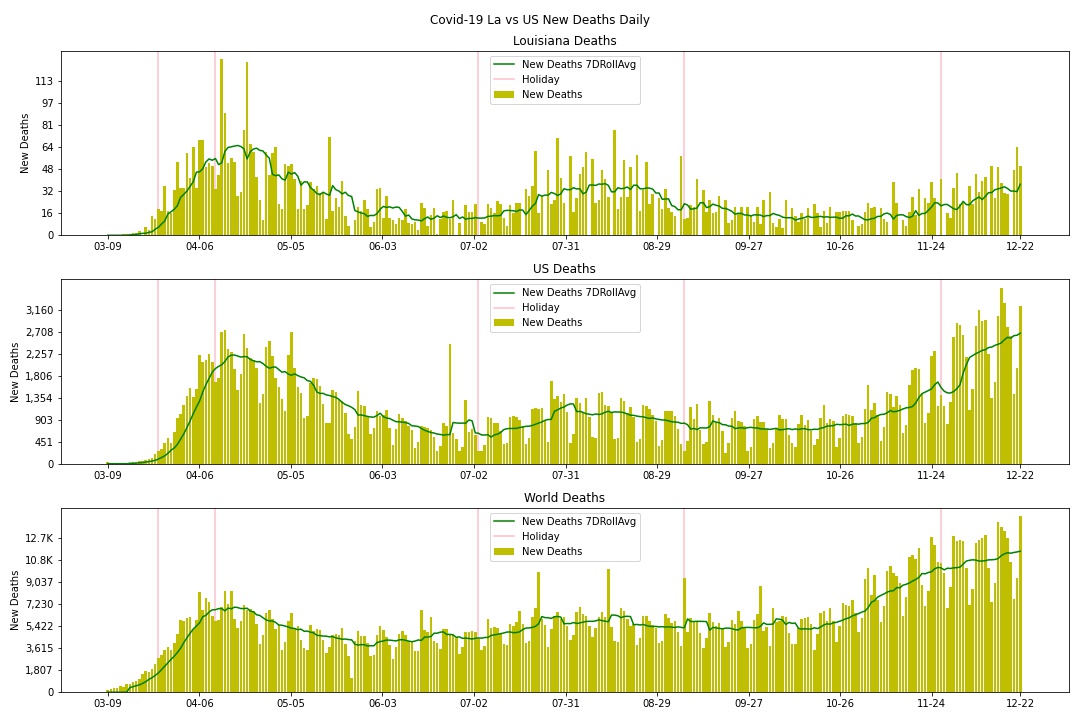 Covid-19 La vs US New Deaths Daily
Louisiana Deaths
New Deaths 7DRollAvg
Holiday
New Deaths
New Deaths
113
97
81
64
48
32
16
0
03-09 04-06 05-05 06-03 07-02 07-31 08-29 09-27 10-26 11-24 12-22
US Deaths
New Deaths 7DRollAvg
Holiday
New Deaths
New Deaths
3,160
2,708
2,257
1,806
1,354
903
451
0
03-09 04-06 05-05 06-03 07-02 07-31 08-29 09-27 10-26 11-24 12-22
World Deaths
New Deaths 7DRollAvg
Holiday
New Deaths
New Deaths
12.7K
10.8K
9,037
7,230
5,422
3,615
1,807
0
03-09 04-06 05-05 06-03 07-02 07-31 08-29 09-27 10-26 11-24 12-22